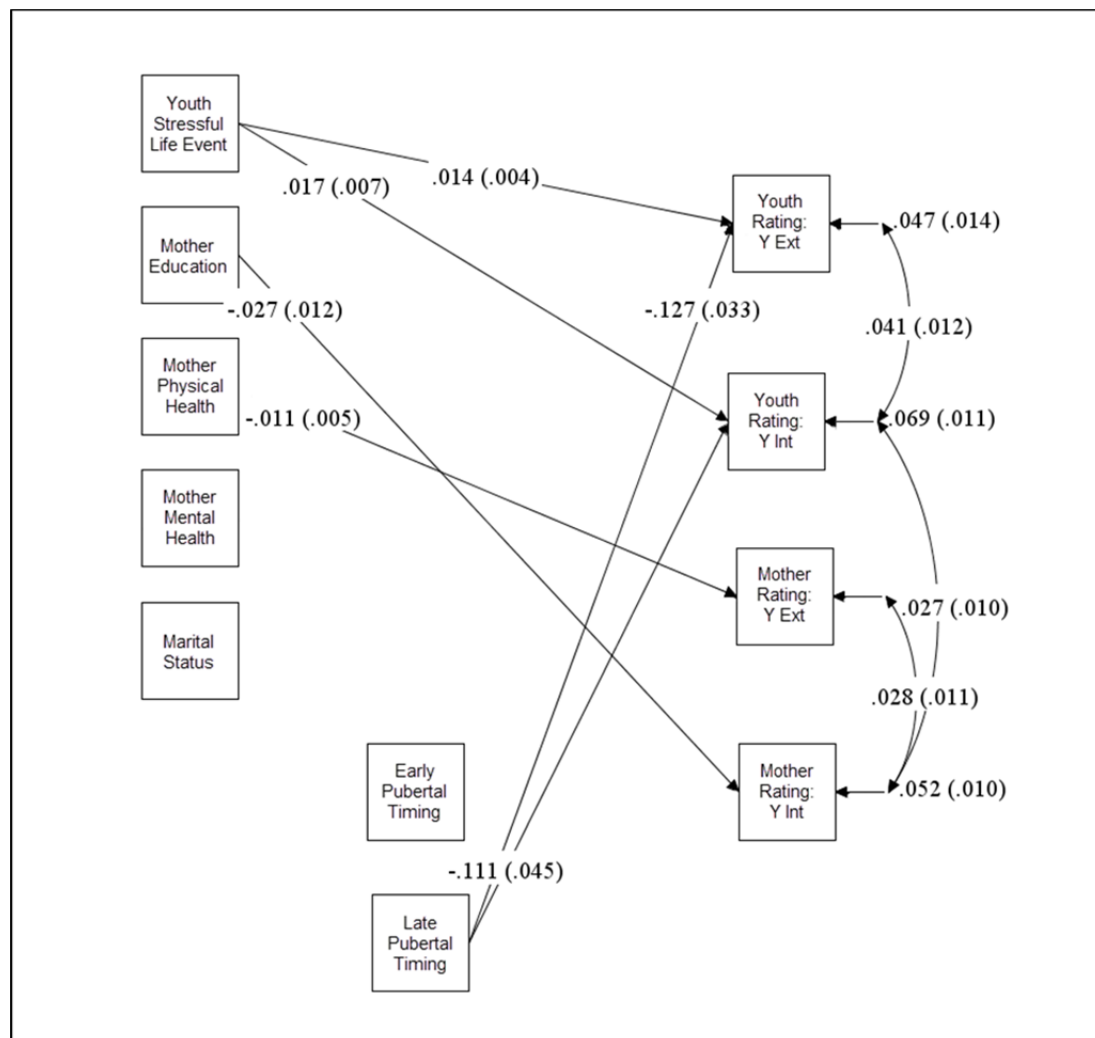 Youth
Stressful
Life Event
Mother
Education
Mother
Physical
Health
Mother
Mental
Health
Marital
Status
Early
Pubertal
Timing
Late
Pubertal
Timing
.014 (.004)
.017 (.007)
-.027 (.012)
-.011 (.005)
-.127 (.033)
-.111 (.045)
Youth
Rating:
Y Ext
Youth
Rating:
Y Int
Mother
Rating:
Y Ext
Mother
Rating:
Y Int
.047 (.014)
.041 (.012)
.069 (.011)
.027 (.010)
.028 (.011)
.052 (.010)